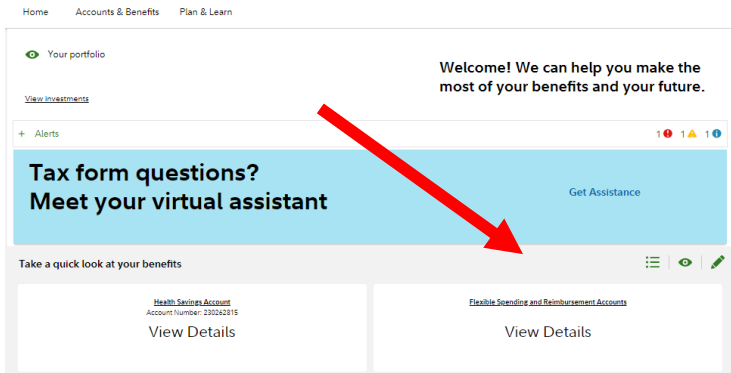 Home Accounts & Benefits Plan & Learn
Your portfolio
Welcome! We can help you make the
most of your benefits and your future.
View investments
+ Alerts 1 1 1
Tax form questions?
Meet your virtual assistant
Get Assistance
Take a quick look at your benefits
Health Savings Account
Account Number: 230262815
View Details
Flexible Spending and Reimbursement Accounts
View Details